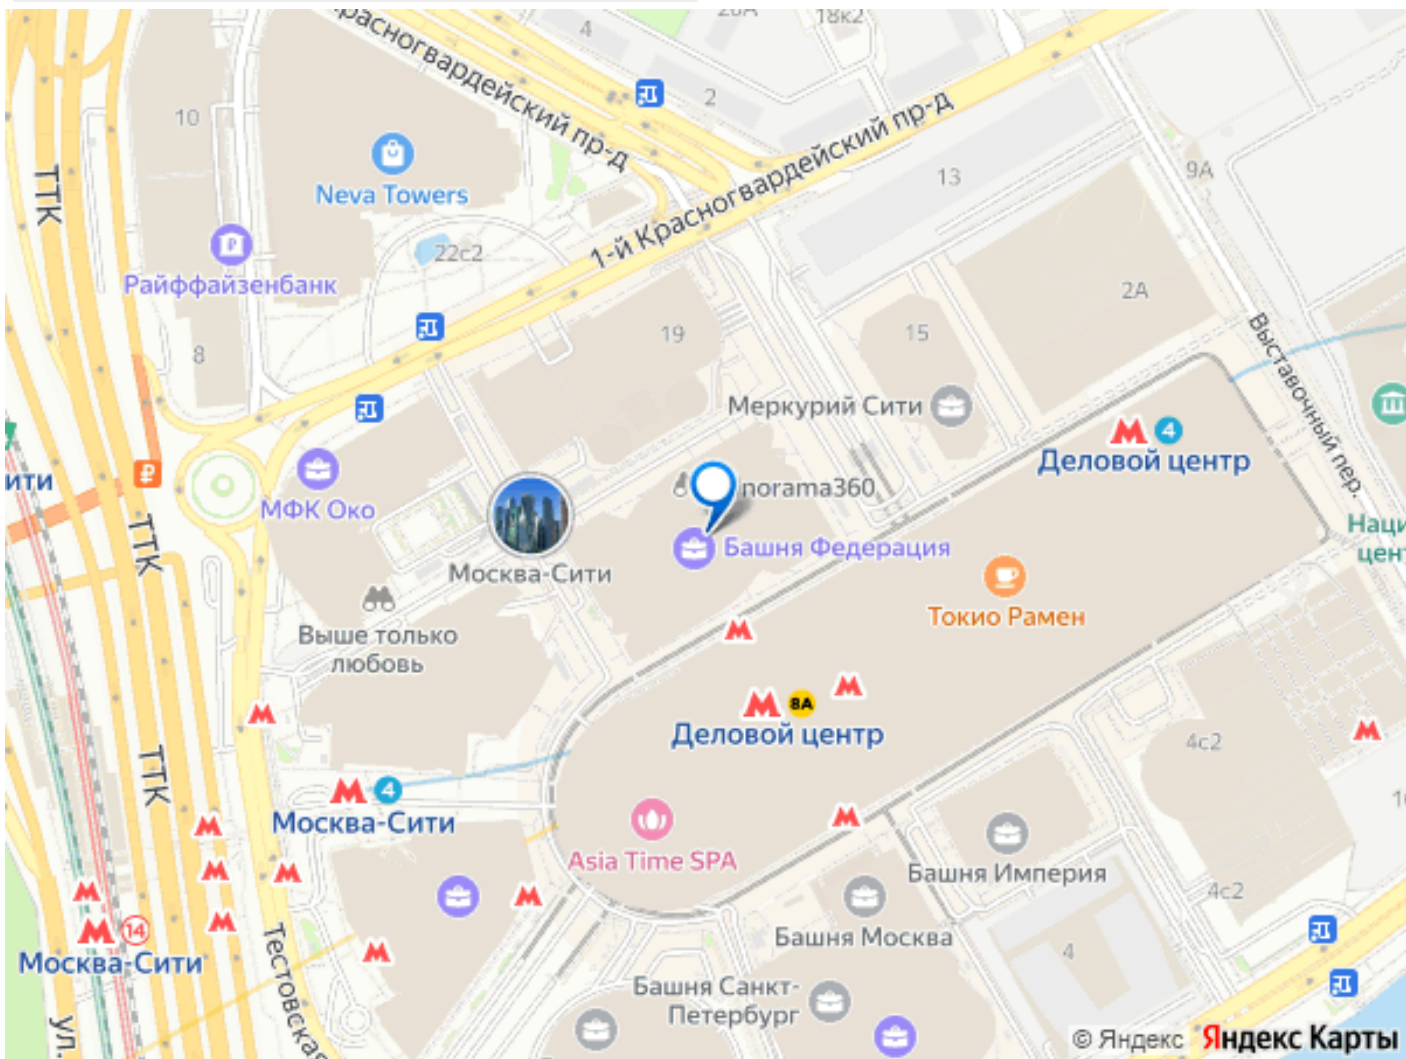 28А
18к2
4
Красногвардейский пр-д
2
10
ТТК
Neva Towers
1-й Красногвардейский пр-д
13
9А
22с2
Райффайзенбанк
2А
19
15
8
Выставочный пер.
Меркурий Сити
4
Деловой центр
ити
МФК Око
norama360
Наци
цент
Башня Федерация
ТТК
Москва-Сити
Токио Рамен
Выше только
любовь
8А
Деловой центр
4с2
ТТК
4
Москва-Сити
Asia Time SPA
Башня Империя
4с2
14
Москва-Сити
Тестовская
Башня Москва
4
Башня Санкт-
Петербург
ул.
© Яндекс Яндекс Карты